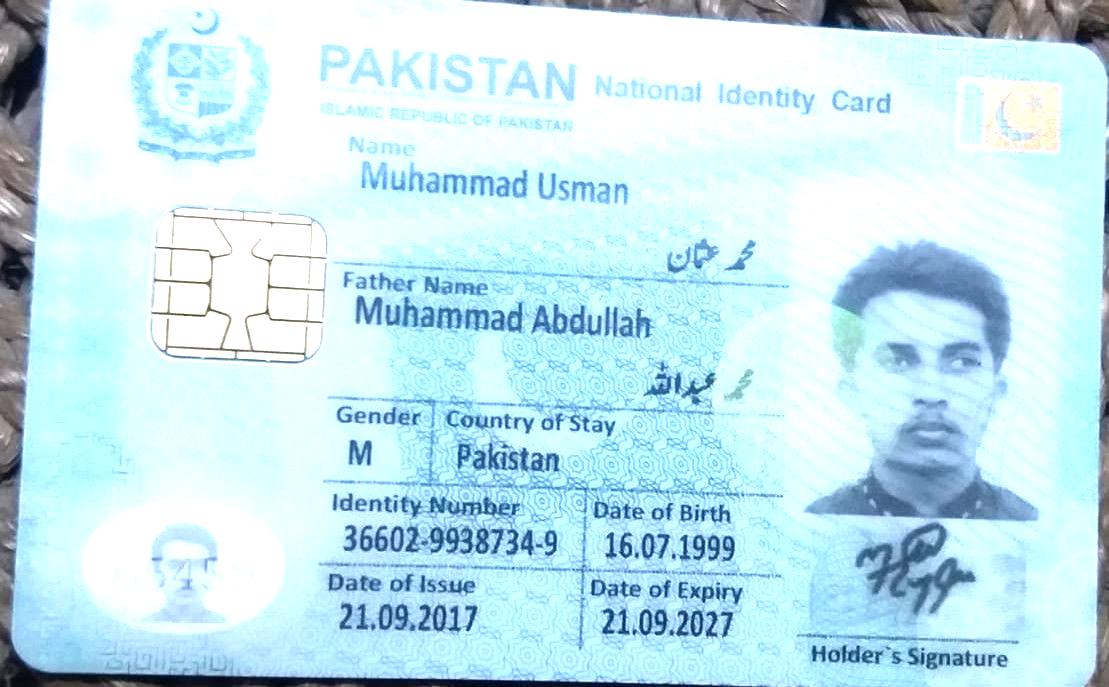 PAKISTAN National Identity Card
ISLAMIC REPUBLIC OF PAKISTAN
Name
Muhammad Usman
محمد عثمان
Father Name
Muhammad Abdullah
محمد عبداللہ
Gender Country of Stay
M Pakistan
Identity Number Date of Birth
36602-9938734-9 16.07.1999
Date of Issue Date of Expiry
21.09.2017 21.09.2027
Holder`s Signature